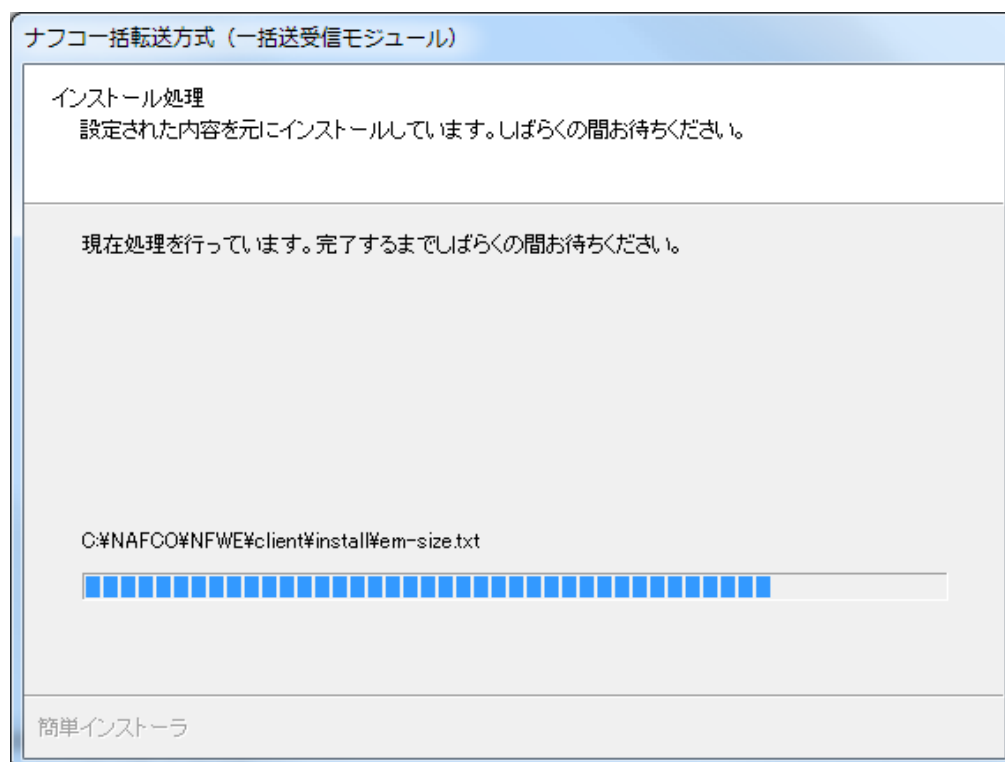 ナフコ一括転送方式（一括送受信モジュール）
インストール処理
設定された内容を元にインストールしています。しばらくの間お待ちください。
現在処理を行っています。完了するまでしばらくの間お待ちください。
C:¥NAFCO¥NFWE¥client¥install¥em-size.txt
簡単インストーラ